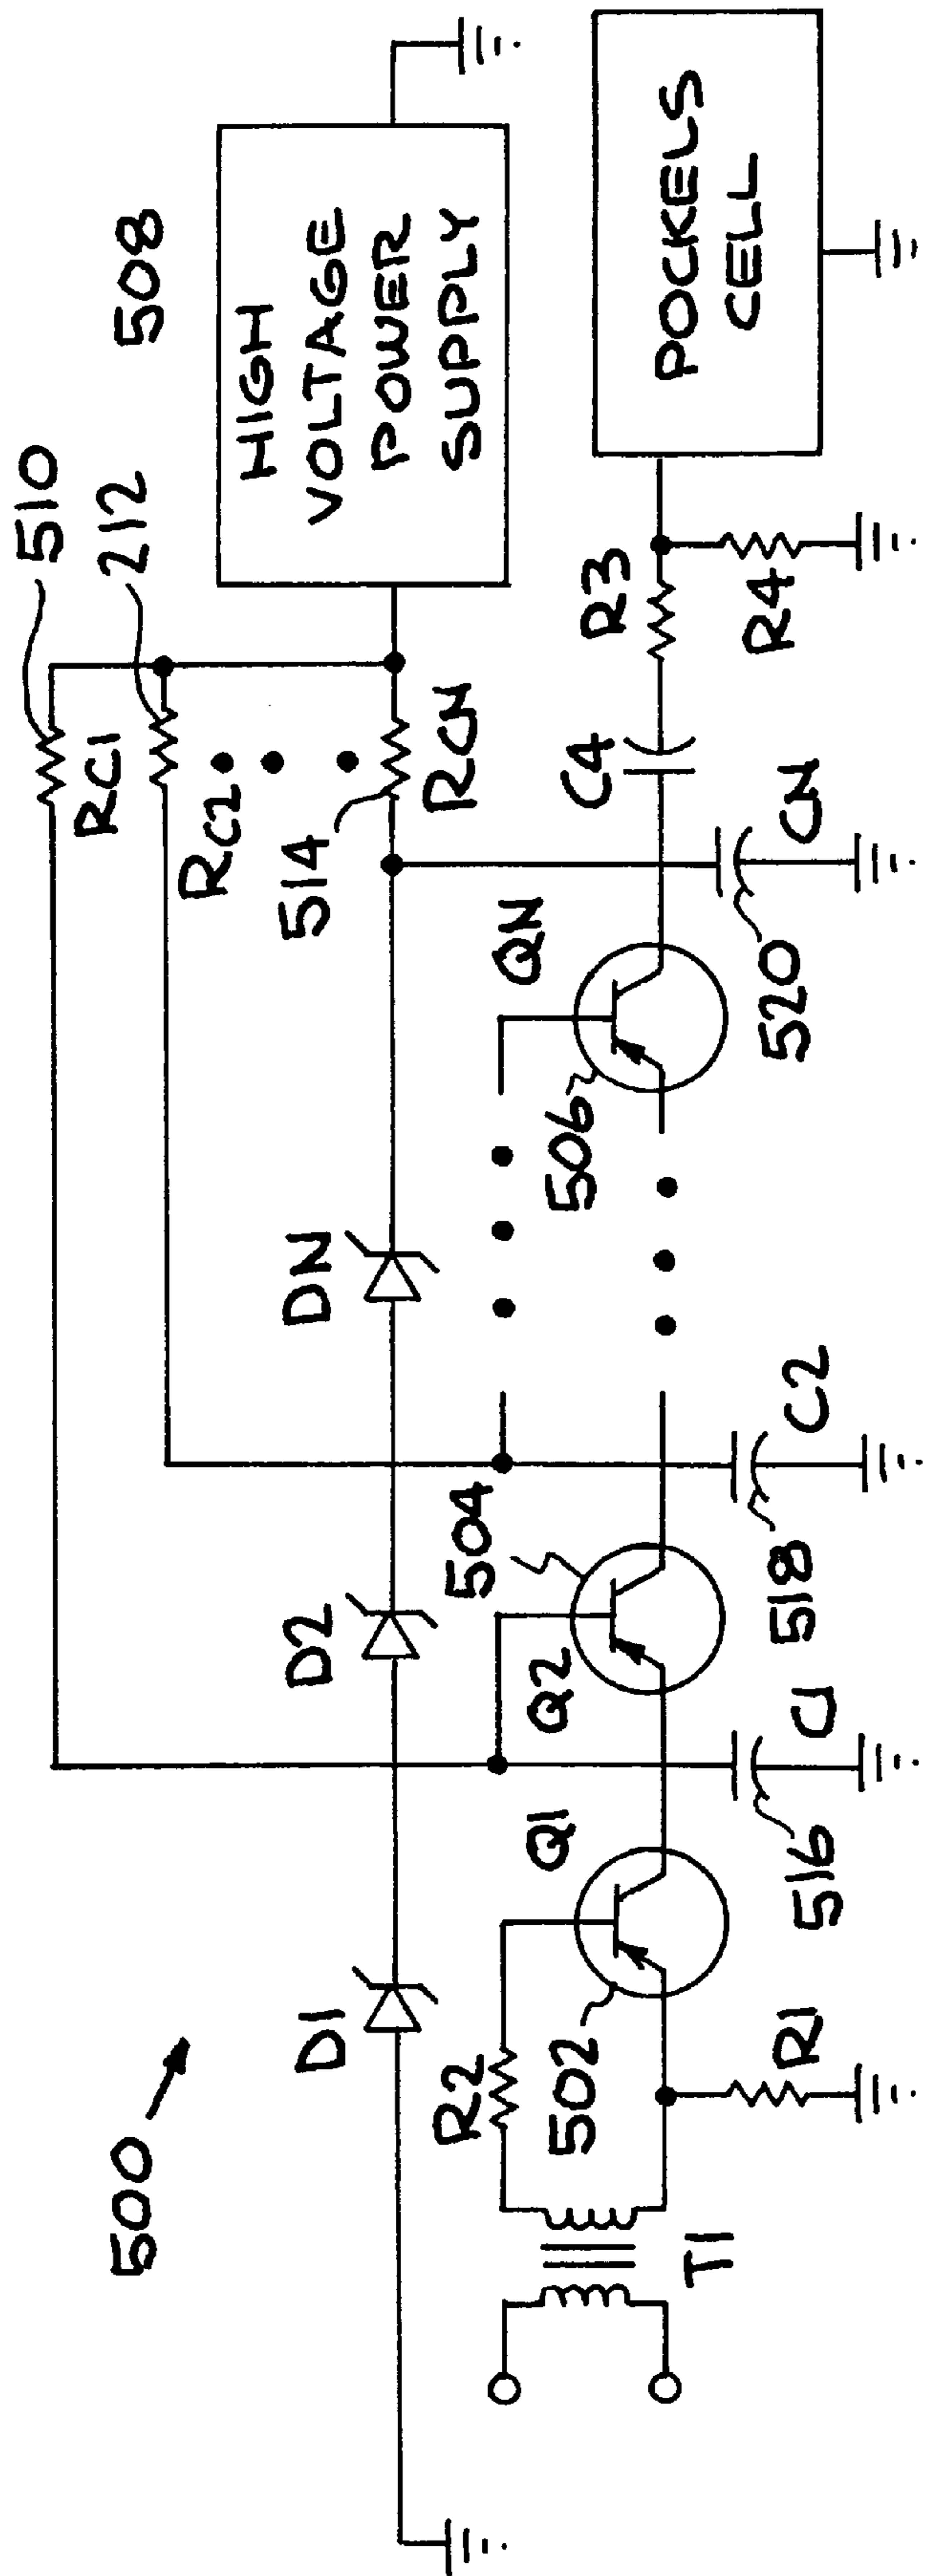 500
510
212
508
RC1
RC2
514
RCN
HIGH
VOLTAGE
POWER
SUPPLY
D1
D2
DN
R2
Q1
Q2
504
QN
502
506
T1
R1
516
C1
518
C2
520
CN
C4
R3
R4
POCKELS
CELL